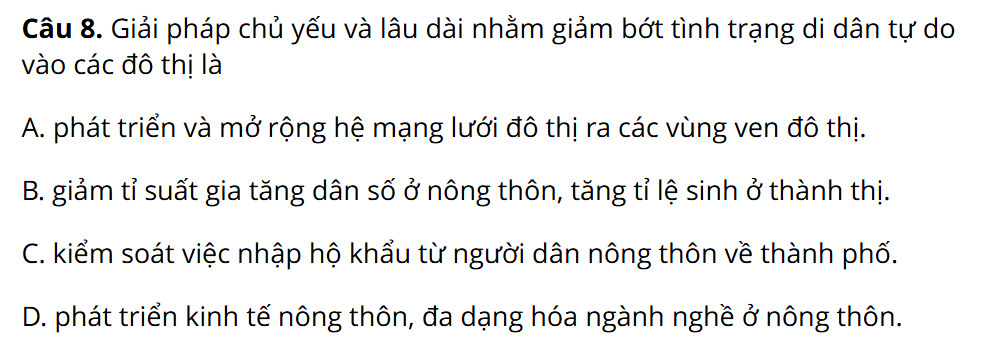 Câu 8. Giải pháp chủ yếu và lâu dài nhằm giảm bớt tình trạng di dân tự do
vào các đô thị là
A. phát triển và mở rộng hệ mạng lưới đô thị ra các vùng ven đô thị.
B. giảm tỉ suất gia tăng dân số ở nông thôn, tăng tỉ lệ sinh ở thành thị.
C. kiểm soát việc nhập hộ khẩu từ người dân nông thôn về thành phố.
D. phát triển kinh tế nông thôn, đa dạng hóa ngành nghề ở nông thôn.